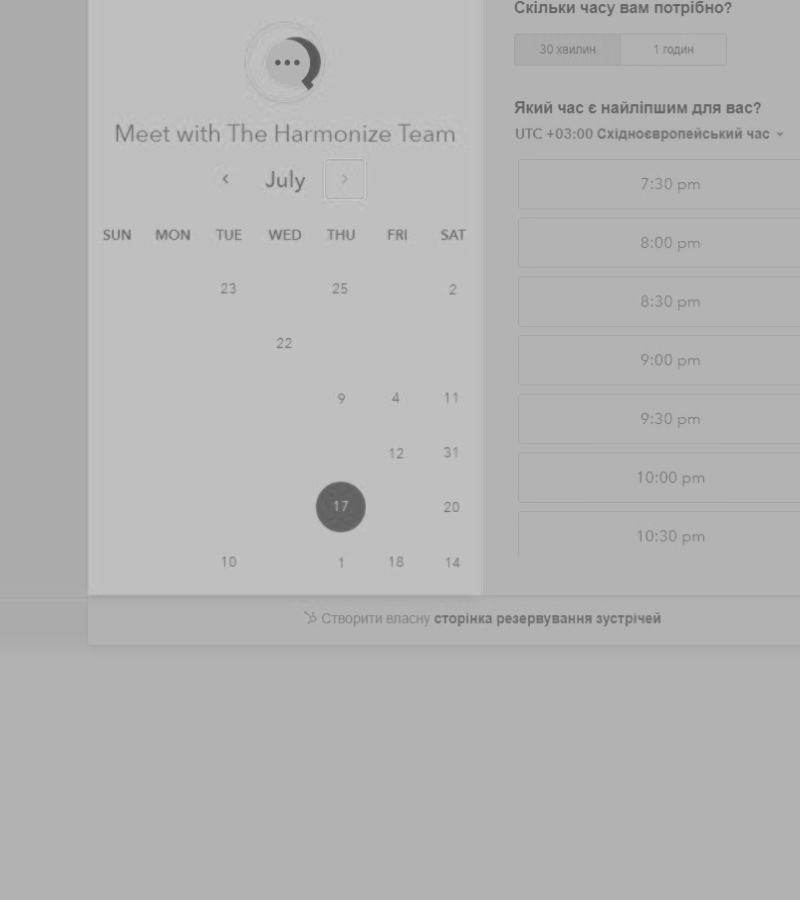 Скільки часу вам потрібно?
30 хвилин 1 годин
Meet with The Harmonize Team
Який час є найліпшим для вас?
UTC +03:00 Східноєвропейський час
July
SUN MON TUE WED THU FRI SAT
23 25 2
22
9 4 11
12 31
17 20
10 1 18 14
7:30 pm
8:00 pm
8:30 pm
9:00 pm
9:30 pm
10:00 pm
10:30 pm
Створити власну сторінка резервування зустрічей